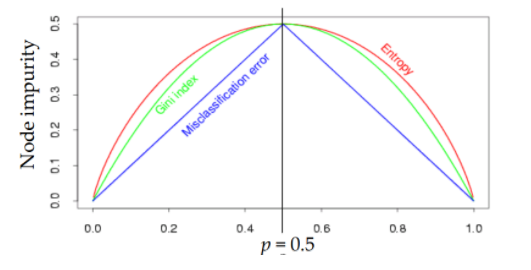 Node impurity
0.5
0.4
0.3
0.2
0.1
0.0
Gini index
Misclassification error
Entropy
0.0 0.2 0.4 0.6 0.8 1.0
p = 0.5